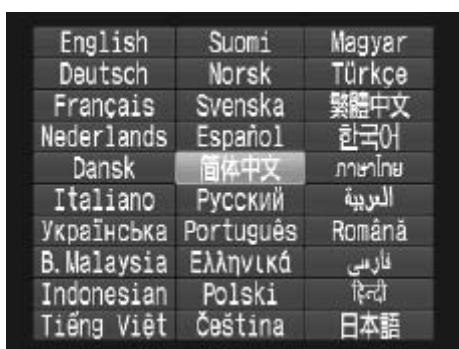 English Suomi Magyar
Deutsch Norsk Türkçe
Français Svenska 繁體中文
Nederlands Español 한국어
Dansk 简体中文 ภาษาไทย
Italiano Русский العربية
Українська Português Română
B.Malaysia Ελληνικά فارسی
Indonesian Polski हिन्दी
Tiếng Việt Čeština 日本語